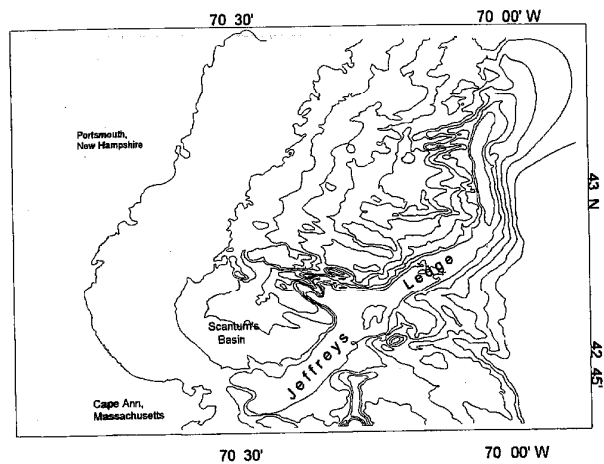 70 30'
70 00' W
Portsmouth,
New Hampshire
43 N
Jeffreys Ledge
Scantum's
Basin
42 45'
Cape Ann,
Massachusetts
70 30'
70 00' W